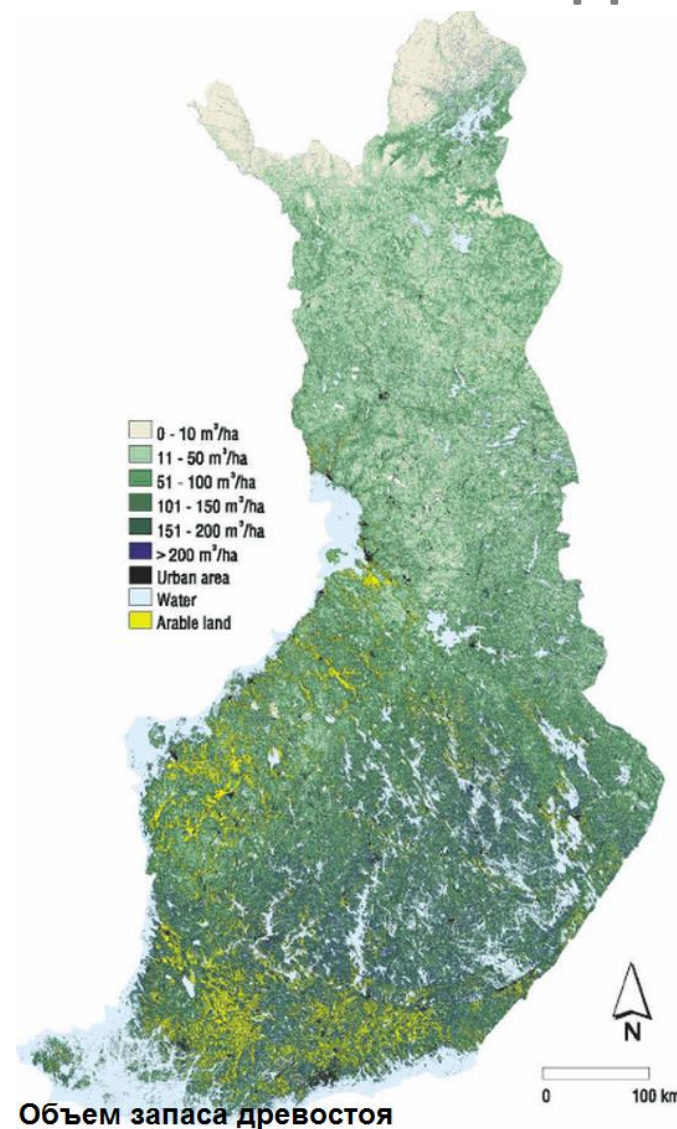 0 - 10 m³/ha
11 - 50 m³/ha
51 - 100 m³/ha
101 - 150 m³/ha
151 - 200 m³/ha
> 200 m³/ha
Urban area
Water
Arable land
N
0 100 km
Объем запаса древостоя